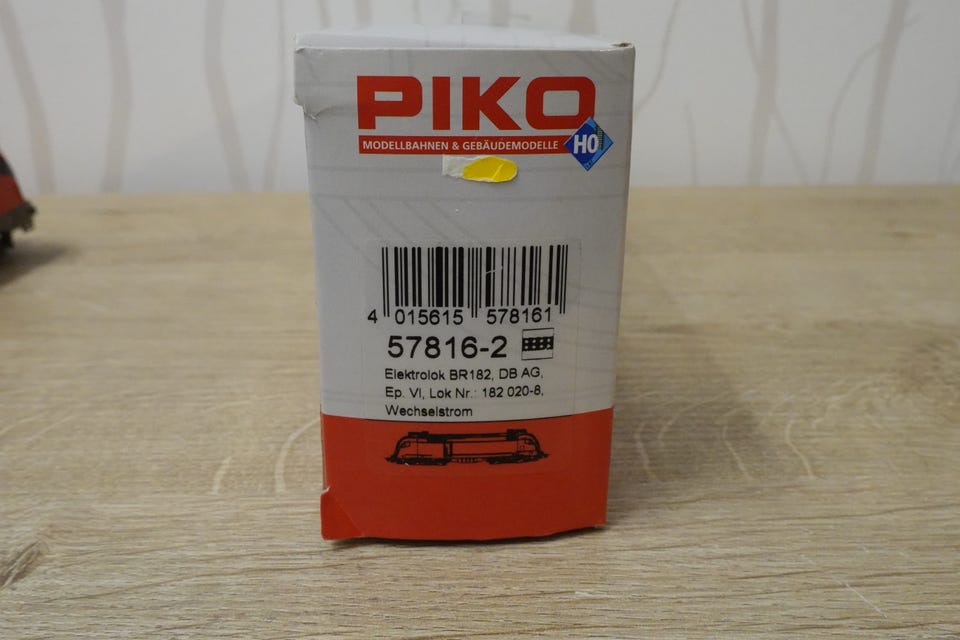 PIKO
MODELLBAHNEN & GEBÄUDEMODELLE
H0
4 015615 578161
57816-2
Elektrolok BR182, DB AG,
Ep. VI, Lok Nr.: 182 020-8,
Wechselstrom